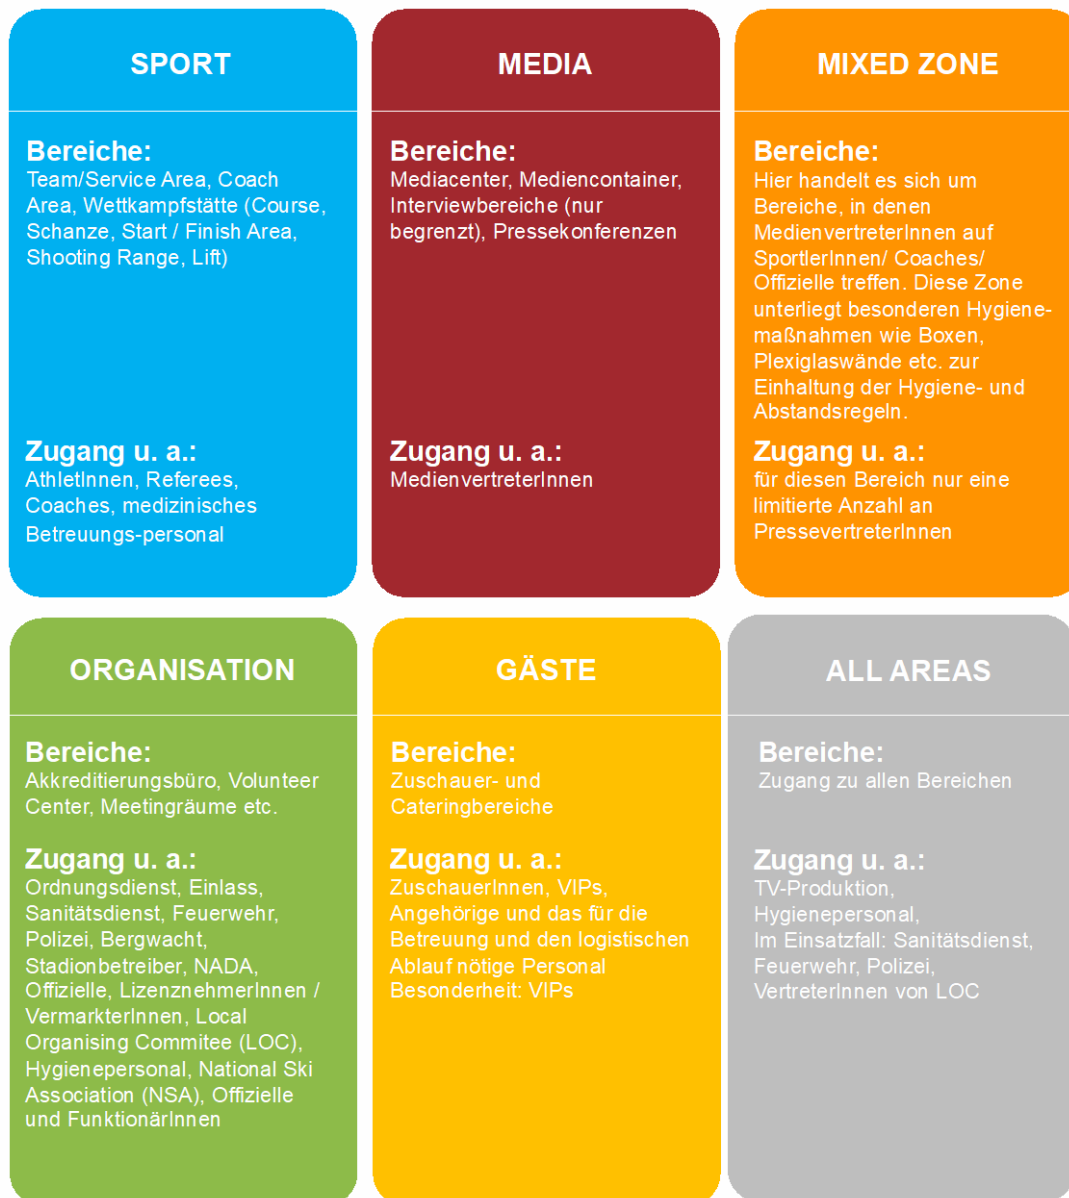 SPORT
Bereiche:
Team/Service Area, Coach
Area, Wettkampfstätte (Course,
Schanze, Start / Finish Area,
Shooting Range, Lift)
Zugang u. a.:
AthletInnen, Referees,
Coaches, medizinisches
Betreuungs-personal
MEDIA
Bereiche:
Mediacenter, Mediencontainer,
Interviewbereiche (nur
begrenzt), Pressekonferenzen
Zugang u. a.:
MedienvertreterInnen
MIXED ZONE
Bereiche:
Hier handelt es sich um
Bereiche, in denen
MedienvertreterInnen auf
SportlerInnen/ Coaches/
Offizielle treffen. Diese Zone
unterliegt besonderen Hygiene-
maßnahmen wie Boxen,
Plexiglaswände etc. zur
Einhaltung der Hygiene- und
Abstandsregeln.
Zugang u. a.:
für diesen Bereich nur eine
limitierte Anzahl an
PressevertreterInnen
ORGANISATION
Bereiche:
Akkreditierungsbüro, Volunteer
Center, Meetingräume etc.
Zugang u. a.:
Ordnungsdienst, Einlass,
Sanitätsdienst, Feuerwehr,
Polizei, Bergwacht,
Stadionbetreiber, NADA,
Offizielle, LizenznehmerInnen /
VermarkterInnen, Local
Organising Commitee (LOC),
Hygienepersonal, National Ski
Association (NSA), Offizielle
und FunktionärInnen
GÄSTE
Bereiche:
Zuschauer- und
Cateringbereiche
Zugang u. a.:
ZuschauerInnen, VIPs,
Angehörige und das für die
Betreuung und den logistischen
Ablauf nötige Personal
Besonderheit: VIPs
ALL AREAS
Bereiche:
Zugang zu allen Bereichen
Zugang u. a.:
TV-Produktion,
Hygienepersonal,
Im Einsatzfall: Sanitätsdienst,
Feuerwehr, Polizei,
VertreterInnen von LOC